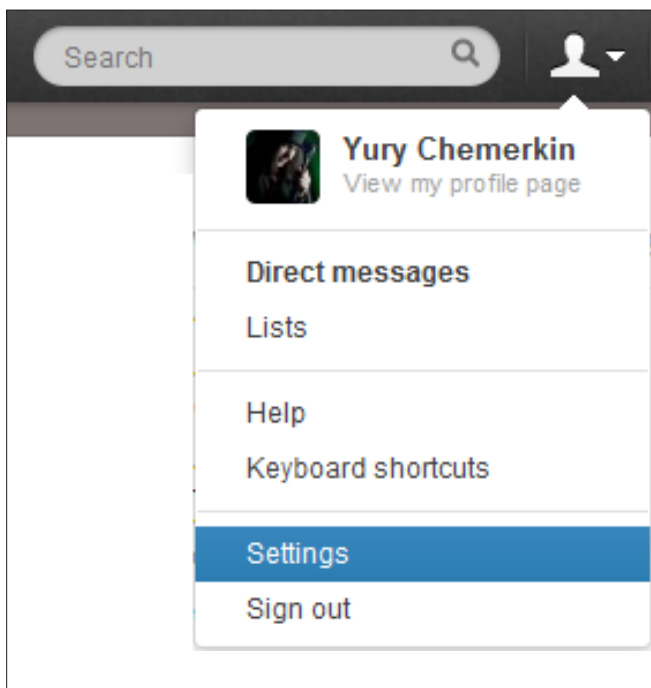 Search
Yury Chemerkin
View my profile page
Direct messages
Lists
Help
Keyboard shortcuts
Settings
Sign out